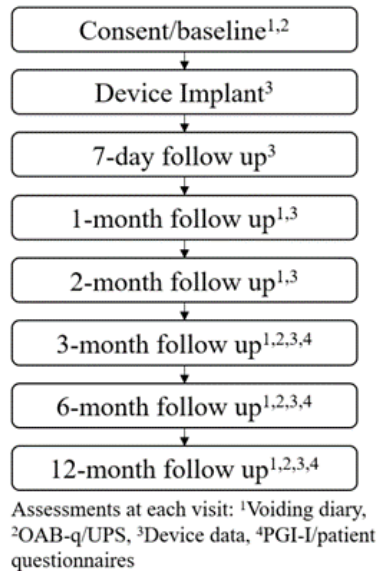 Consent/baseline¹,²
Device Implant³
7-day follow up³
1-month follow up¹,³
2-month follow up¹,³
3-month follow up¹,²,³,⁴
6-month follow up¹,²,³,⁴
12-month follow up¹,²,³,⁴
Assessments at each visit: ¹Voiding diary,
²OAB-q/UPS, ³Device data, ⁴PGI-I/patient
questionnaires